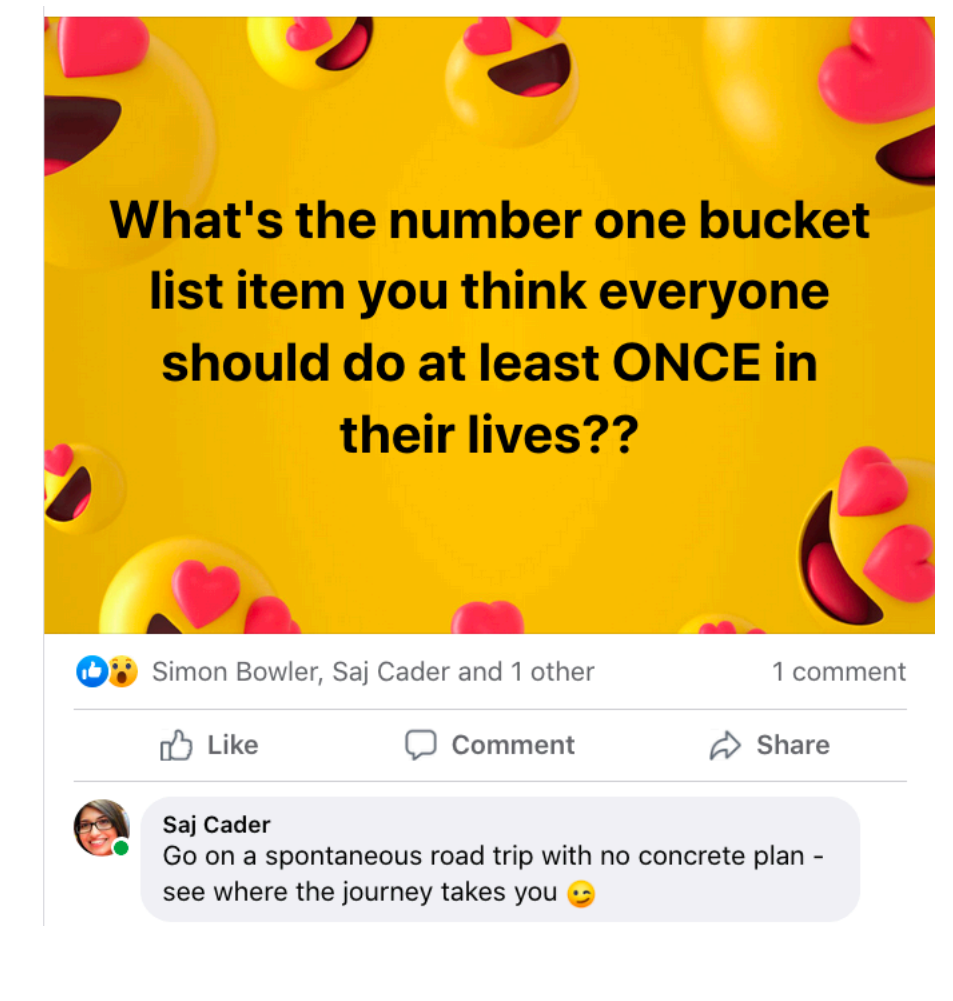 What's the number one bucket
list item you think everyone
should do at least ONCE in
their lives??
Simon Bowler, Saj Cader and 1 other
1 comment
Like
Comment
Share
Saj Cader
Go on a spontaneous road trip with no concrete plan -
see where the journey takes you 😉